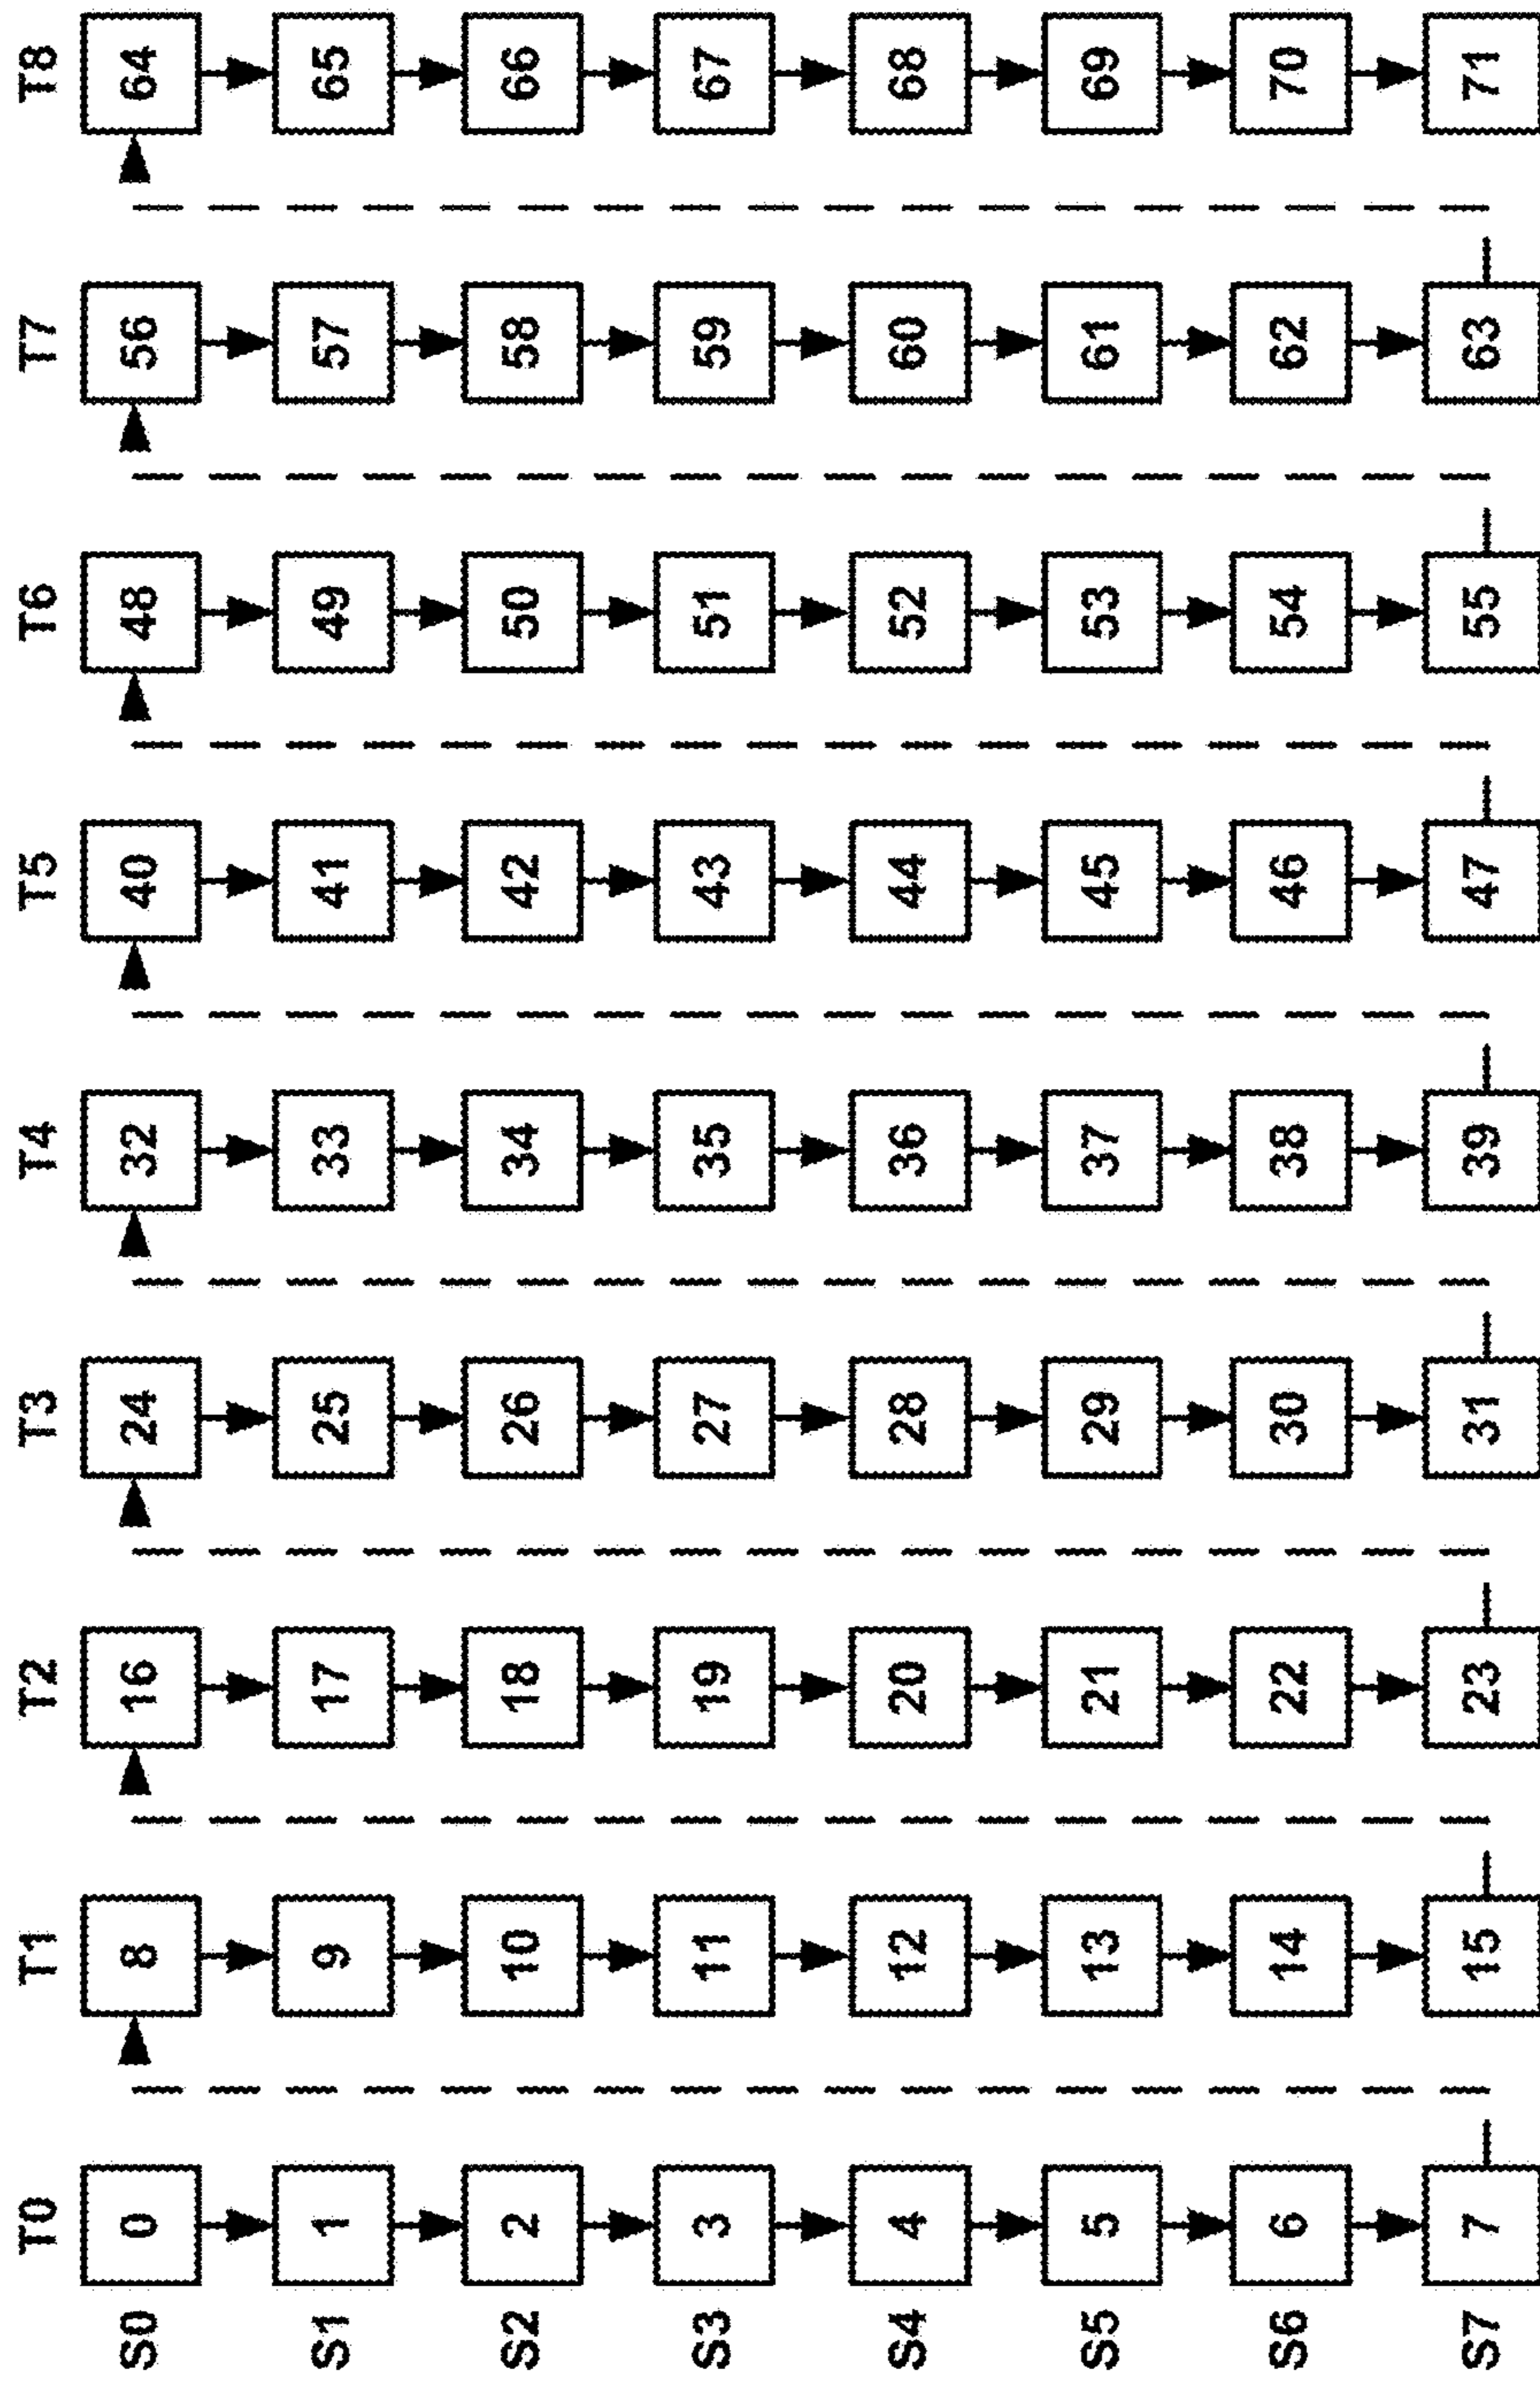 T0 T1 T2 T3 T4 T5 T6 T7 T8
S0 0 8 16 24 32 40 48 56 64
S1 1 9 17 25 33 41 49 57 65
S2 2 10 18 26 34 42 50 58 66
S3 3 11 19 27 35 43 51 59 67
S4 4 12 20 28 36 44 52 60 68
S5 5 13 21 29 37 45 53 61 69
S6 6 14 22 30 38 46 54 62 70
S7 7 15 23 31 39 47 55 63 71